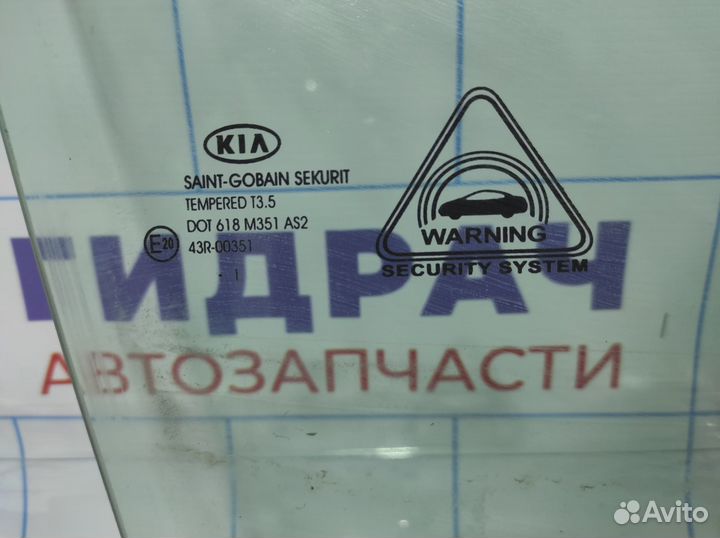 KIA
SAINT-GOBAIN SEKURIT
TEMPERED T3.5
DOT 618 M351 AS2
E20 43R-00351
. 1
WARNING
SECURITY SYSTEM
ГИДРАЧ
АВТОЗАПЧАСТИ
Avito